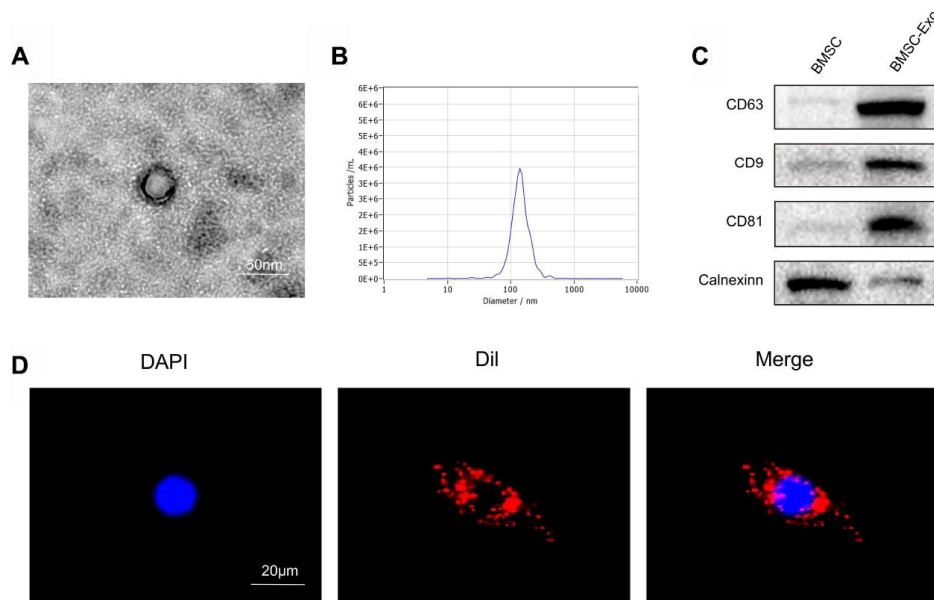 A
50nm
B
6E+6
6E+6
5E+6
4E+6
4E+6
3E+6
3E+6
2E+6
2E+6
1E+6
1E+6
5E+5
0E+0
Particles /mL
1
10
100
1000
10000
Diameter / nm
C
BMSC
BMSC-Exo
CD63
CD9
CD81
Calnexinn
D
DAPI
Dil
Merge
20μm